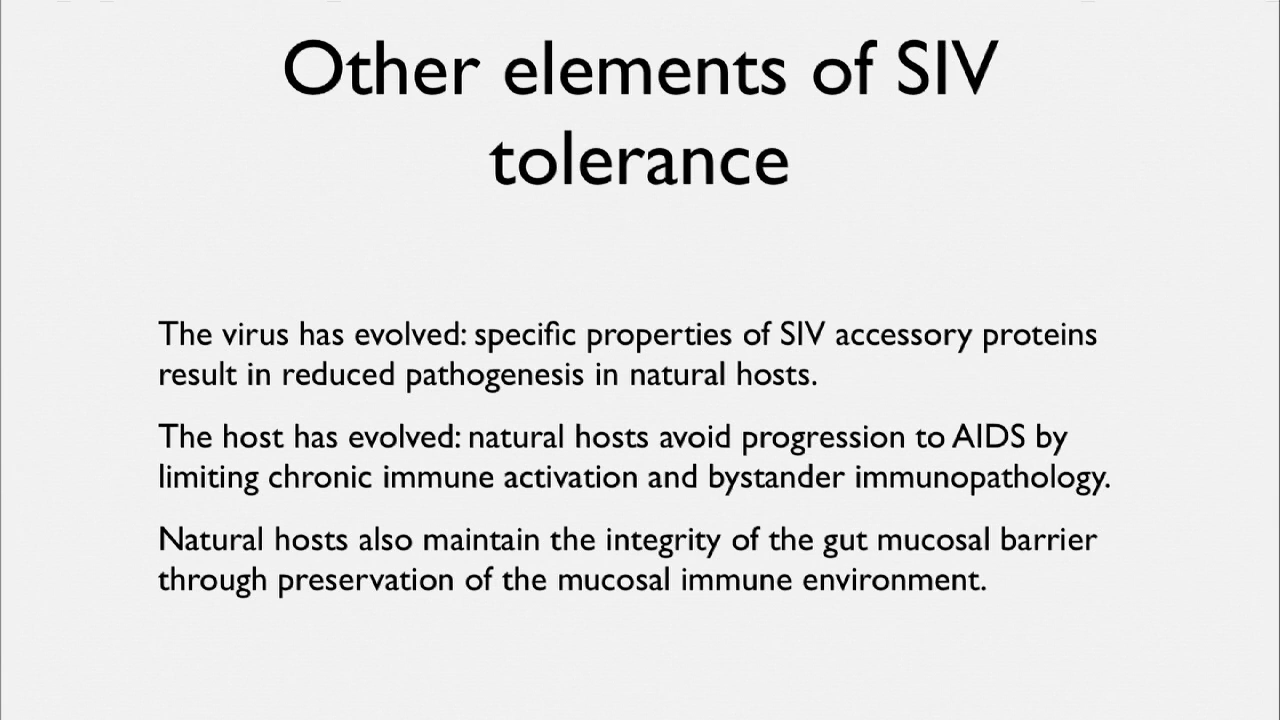 Other elements of SIV
tolerance
The virus has evolved: specific properties of SIV accessory proteins
result in reduced pathogenesis in natural hosts.
The host has evolved: natural hosts avoid progression to AIDS by
limiting chronic immune activation and bystander immunopathology.
Natural hosts also maintain the integrity of the gut mucosal barrier
through preservation of the mucosal immune environment.